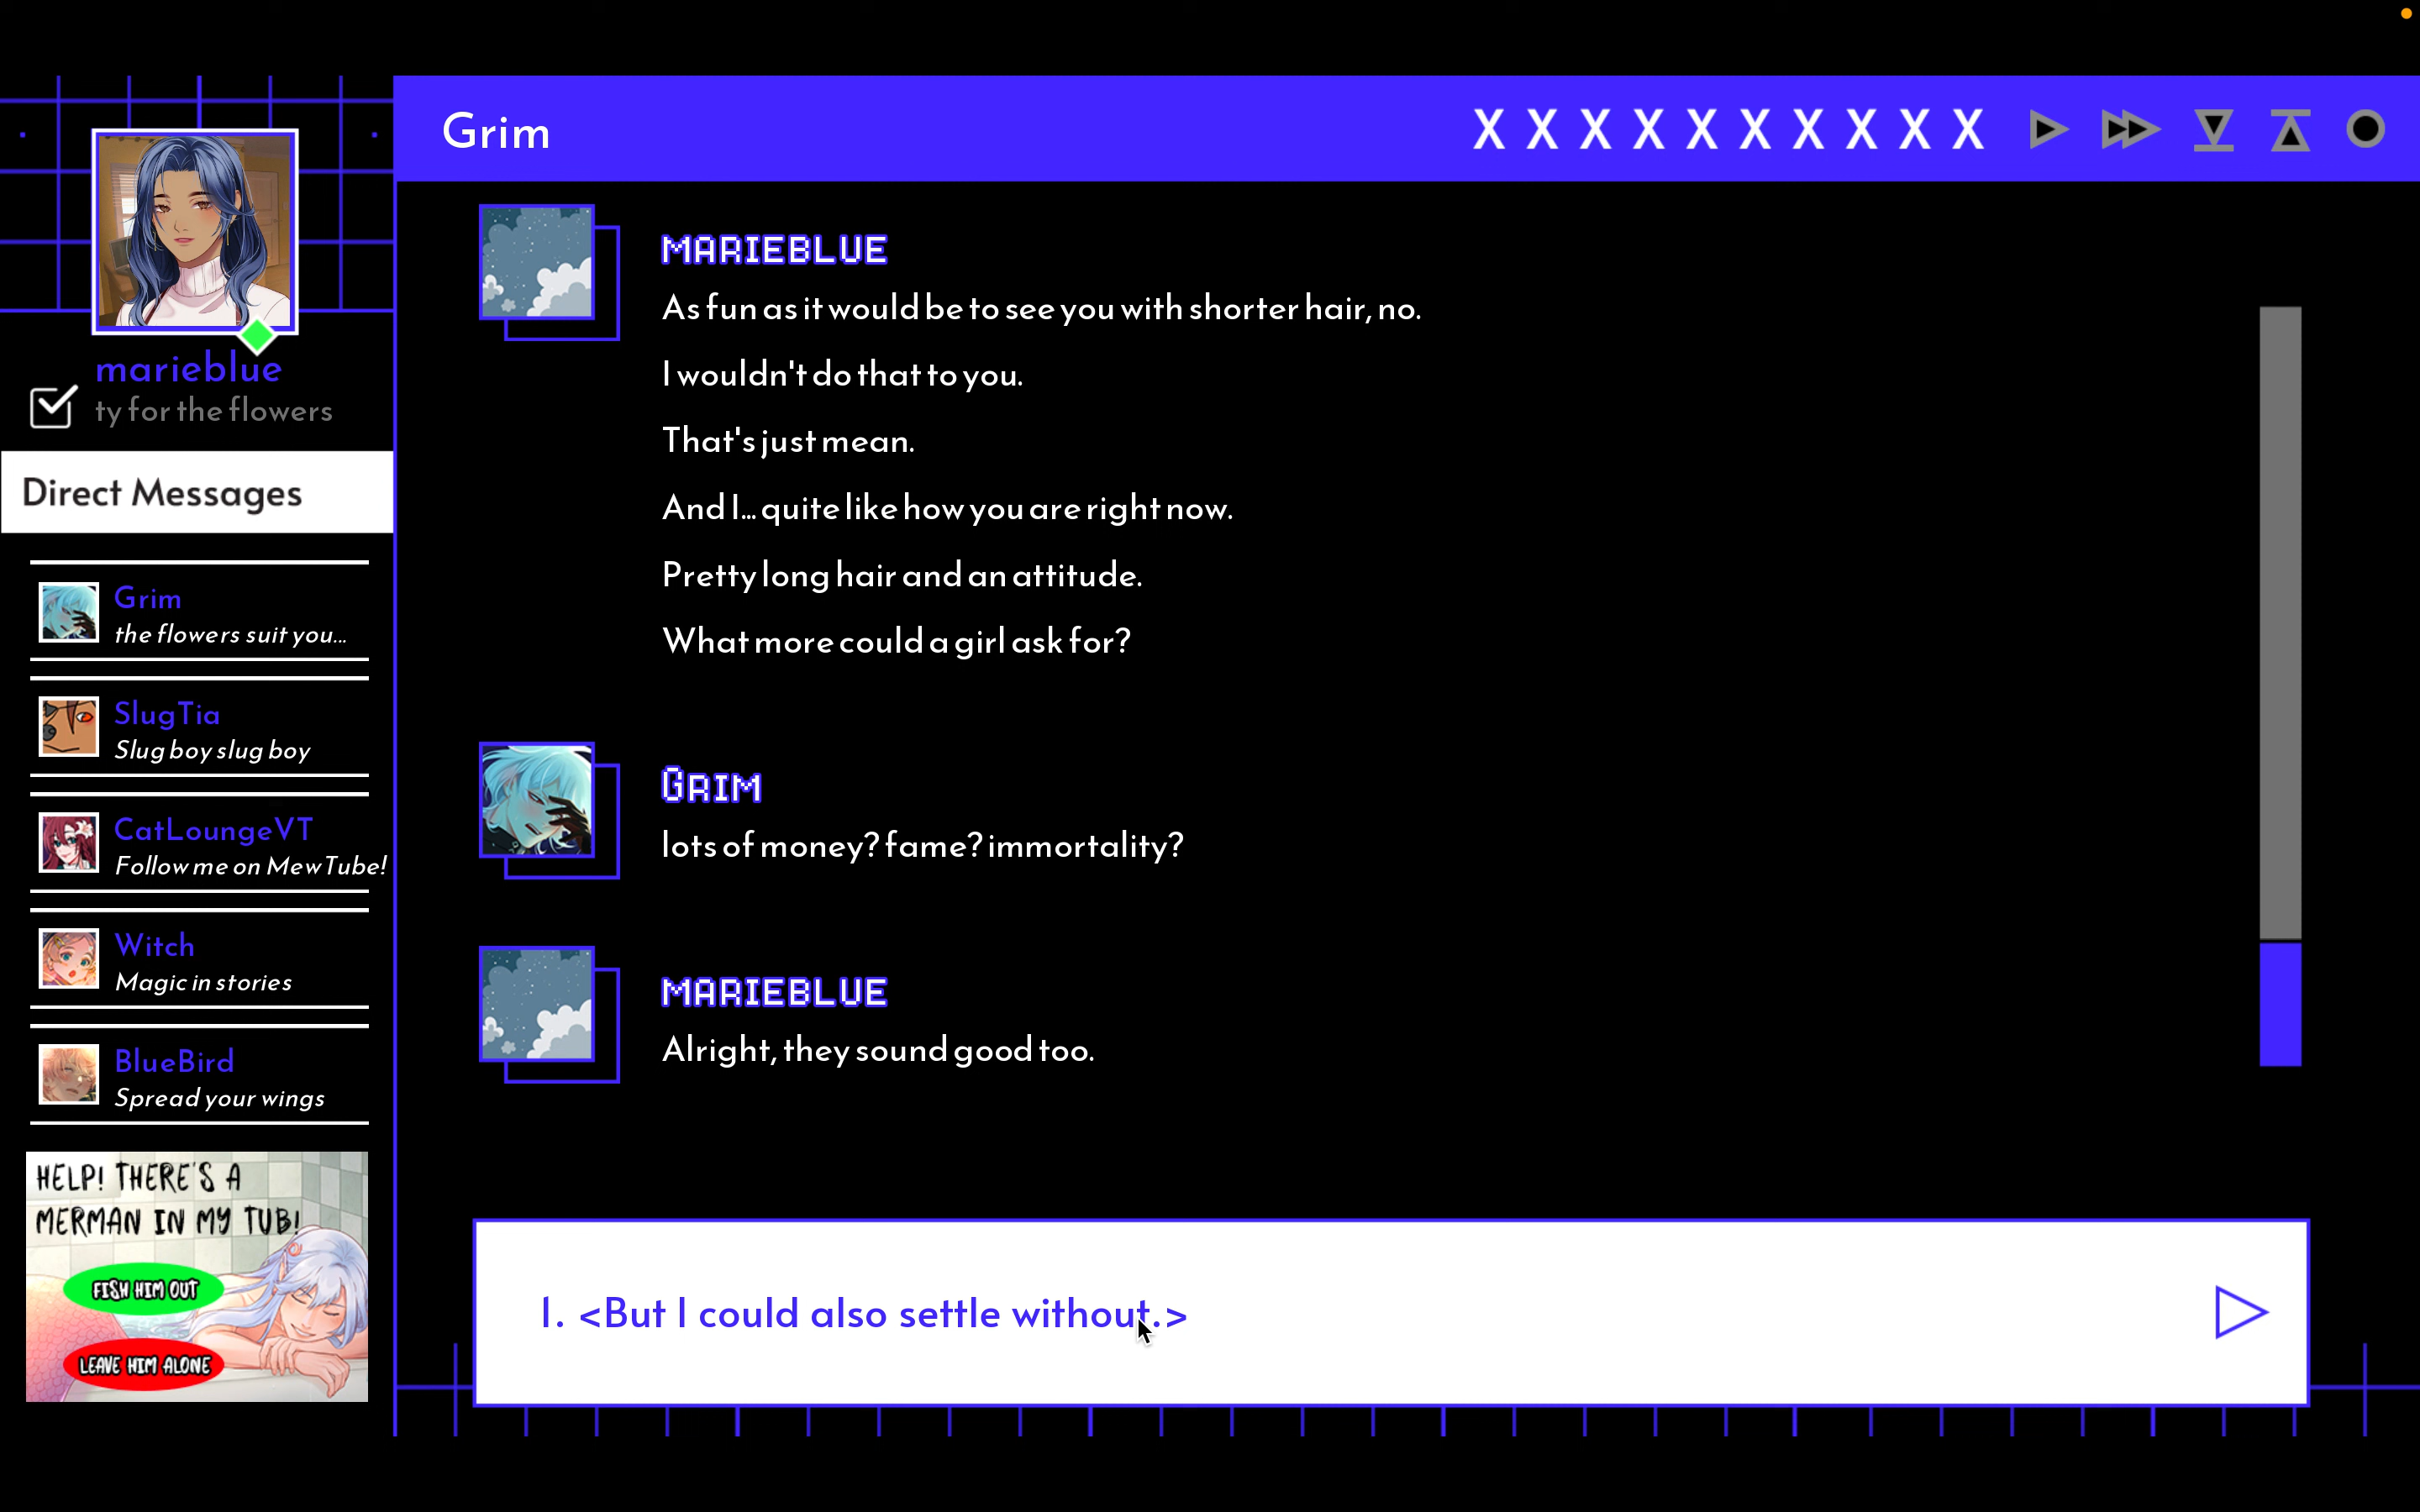 Grim
X X X X X X X X X X
marieblue
ty for the flowers
Direct Messages
Grim
the flowers suit you...
SlugTia
Slug boy slug boy
CatLoungeVT
Follow me on MewTube!
Witch
Magic in stories
BlueBird
Spread your wings
HELP! THERE'S A
MERMAN IN MY TUB!
FISH HIM OUT
LEAVE HIM ALONE
MARIEBLUE
As fun as it would be to see you with shorter hair, no.
I wouldn't do that to you.
That's just mean.
And I... quite like how you are right now.
Pretty long hair and an attitude.
What more could a girl ask for?
GRIM
lots of money? fame? immortality?
MARIEBLUE
Alright, they sound good too.
1. <But I could also settle without.>